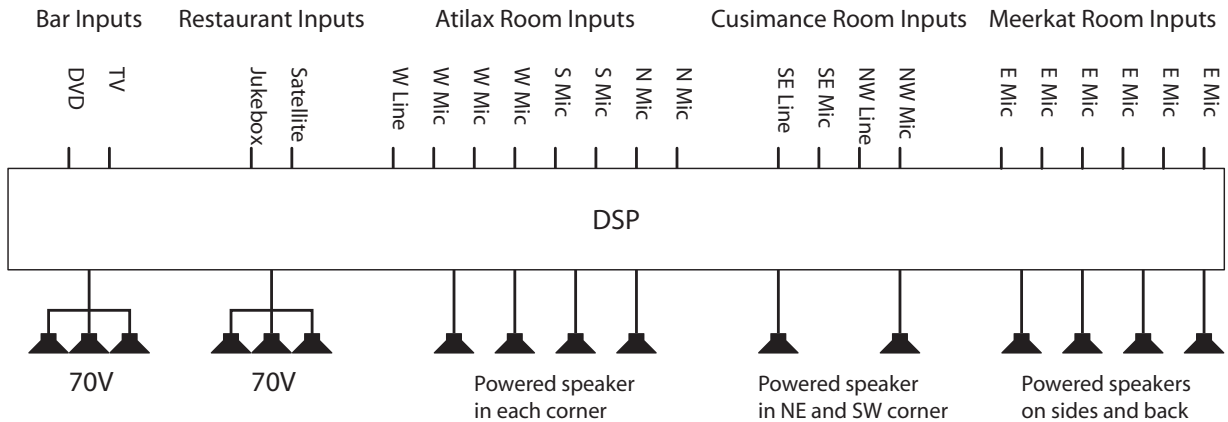 Bar Inputs
Restaurant Inputs
Atilax Room Inputs
Cusimance Room Inputs
Meerkat Room Inputs
DVD
TV
Jukebox
Satellite
W Line
W Mic
W Mic
W Mic
S Mic
S Mic
N Mic
N Mic
SE Line
SE Mic
NW Line
NW Mic
E Mic
E Mic
E Mic
E Mic
E Mic
E Mic
DSP
70V
70V
Powered speaker
in each corner
Powered speaker
in NE and SW corner
Powered speakers
on sides and back